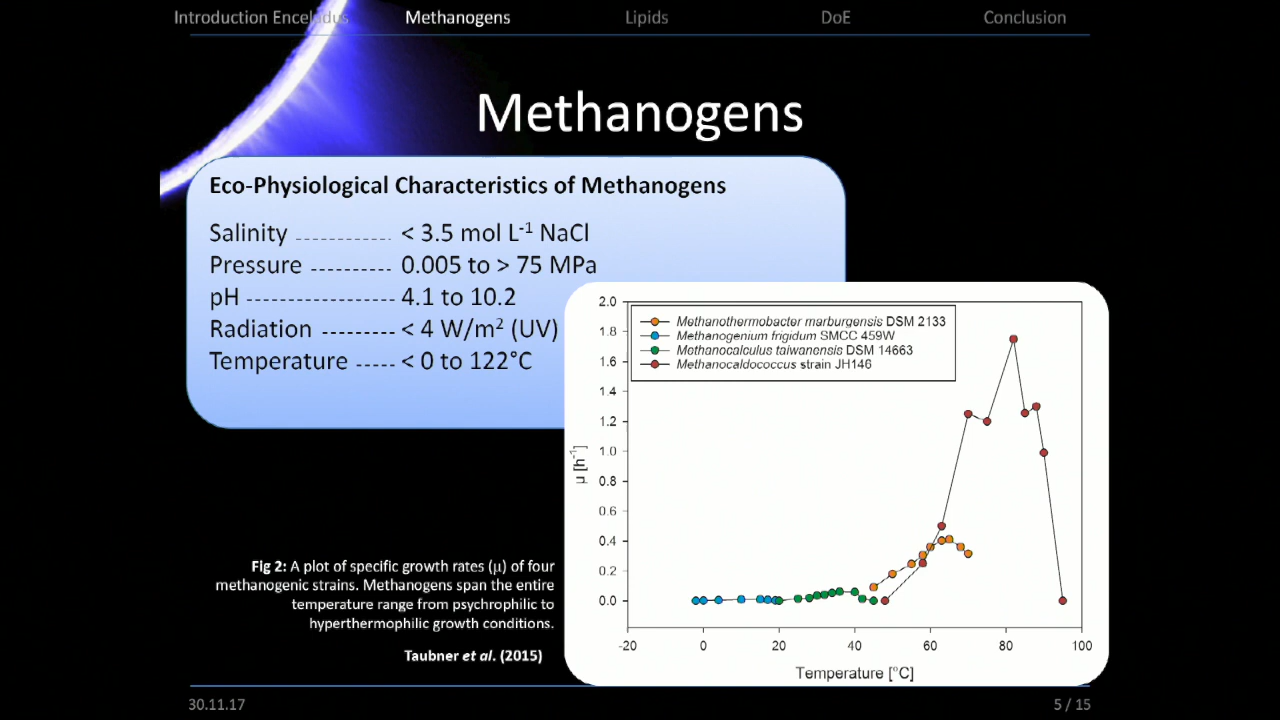 Introduction Enceladus Methanogens Lipids DoE Conclusion
Methanogens
Eco-Physiological Characteristics of Methanogens
Salinity ------------ < 3.5 mol L-1 NaCl
Pressure ---------- 0.005 to > 75 MPa
pH ------------------ 4.1 to 10.2
Radiation --------- < 4 W/m2 (UV)
Temperature ----- < 0 to 122°C
Fig 2: A plot of specific growth rates (μ) of four
methanogenic strains. Methanogens span the entire
temperature range from psychrophilic to
hyperthermophilic growth conditions.
Taubner et al. (2015)
Methanothermobacter marburgensis DSM 2133
Methanogenium frigidum SMCC 459W
Methanocalculus taiwanensis DSM 14663
Methanocaldococcus strain JH146
μ [h-1]
2.0
1.8
1.6
1.4
1.2
1.0
0.8
0.6
0.4
0.2
0.0
-20 0 20 40 60 80 100
Temperature [°C]
30.11.17
5 / 15